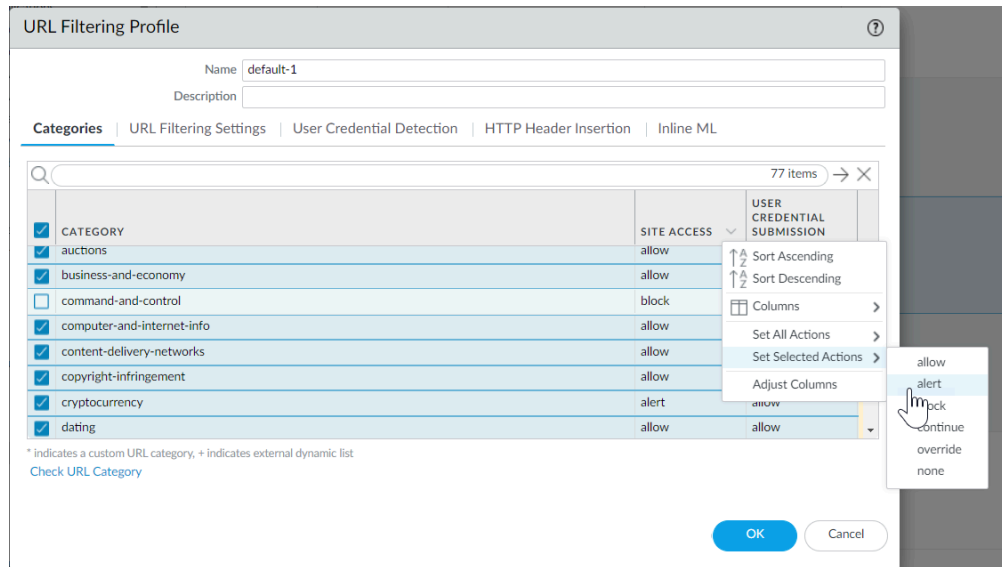 URL Filtering Profile
Name default-1
Description
Categories | URL Filtering Settings | User Credential Detection | HTTP Header Insertion | Inline ML
77 items
CATEGORY SITE ACCESS USER CREDENTIAL SUBMISSION
auctions allow
business-and-economy allow
command-and-control block
computer-and-internet-info allow
content-delivery-networks allow
copyright-infringement allow
cryptocurrency alert allow
dating allow allow
Sort Ascending
Sort Descending
Columns
Set All Actions
Set Selected Actions
Adjust Columns
allow
alert
block
continue
override
none
* indicates a custom URL category, + indicates external dynamic list
Check URL Category
OK Cancel